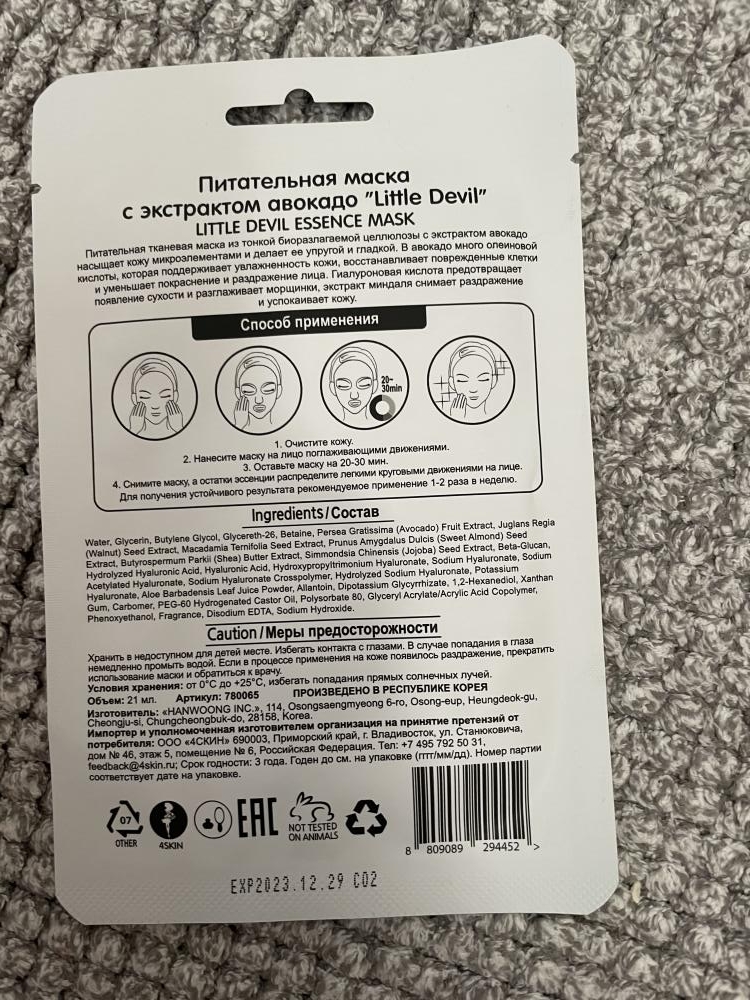 Питательная маска
с экстрактом авокадо "Little Devil"
LITTLE DEVIL ESSENCE MASK
Питательная тканевая маска из тонкой биоразлагаемой целлюлозы с экстрактом авокадо
насыщает кожу микроэлементами и делает ее упругой и гладкой. В авокадо много олеиновой
кислоты, которая поддерживает увлажненность кожи, восстанавливает поврежденные клетки
и уменьшает покраснение и раздражение лица. Гиалуроновая кислота предотвращает
появление сухости и разглаживает морщинки, экстракт миндаля снимает раздражение
и успокаивает кожу.
Способ применения
20~
30min
1. Очистите кожу.
2. Нанесите маску на лицо поглаживающими движениями.
3. Оставьте маску на 20-30 мин.
4. Снимите маску, а остатки эссенции распределите легкими круговыми движениями на лице.
Для получения устойчивого результата рекомендуемое применение 1-2 раза в неделю.
Ingredients/Состав
Water, Glycerin, Butylene Glycol, Glycereth-26, Betaine, Persea Gratissima (Avocado) Fruit Extract, Juglans Regia
(Walnut) Seed Extract, Macadamia Ternifolia Seed Extract, Prunus Amygdalus Dulcis (Sweet Almond) Seed
Extract, Butyrospermum Parkii (Shea) Butter Extract, Simmondsia Chinensis (Jojoba) Seed Extract, Beta-Glucan,
Hydrolyzed Hyaluronic Acid, Hyaluronic Acid, Hydroxypropyltrimonium Hyaluronate, Sodium Hyaluronate, Sodium
Acetylated Hyaluronate, Sodium Hyaluronate Crosspolymer, Hydrolyzed Sodium Hyaluronate, Potassium
Hyaluronate, Aloe Barbadensis Leaf Juice Powder, Allantoin, Dipotassium Glycyrrhizate, 1,2-Hexanediol, Xanthan
Gum, Carbomer, PEG-60 Hydrogenated Castor Oil, Polysorbate 80, Glyceryl Acrylate/Acrylic Acid Copolymer,
Phenoxyethanol, Fragrance, Disodium EDTA, Sodium Hydroxide.
Caution/Меры предосторожности
Хранить в недоступном для детей месте. Избегать контакта с глазами. В случае попадания в глаза
немедленно промыть водой. Если в процессе применения на коже появилось раздражение, прекратить
использование маски и обратиться к врачу.
Условия хранения: от 0°C до +25°C, избегать попадания прямых солнечных лучей.
Объем: 21 мл. Артикул: 780065 ПРОИЗВЕДЕНО В РЕСПУБЛИКЕ КОРЕЯ
Изготовитель: «HANWOONG INC.», 114, Osongsaengmyeong 6-ro, Osong-eup, Heungdeok-gu,
Cheongju-si, Chungcheongbuk-do, 28158, Korea.
Импортер и уполномоченная изготовителем организация на принятие претензий от
потребителя: ООО «4СКИН» 690003, Приморский край, г. Владивосток, ул. Станюковича,
дом № 46, этаж 5, помещение № 6, Российская Федерация. Тел: +7 495 792 50 31,
feedback@4skin.ru; Срок годности: 3 года. Годен до см. на упаковке (гггг/мм/дд). Номер партии
соответствует дате на упаковке.
07
OTHER
4SKIN
EAC
NOT TESTED
ON ANIMALS
8 809089 294452 >
EXP2023.12.29 C02